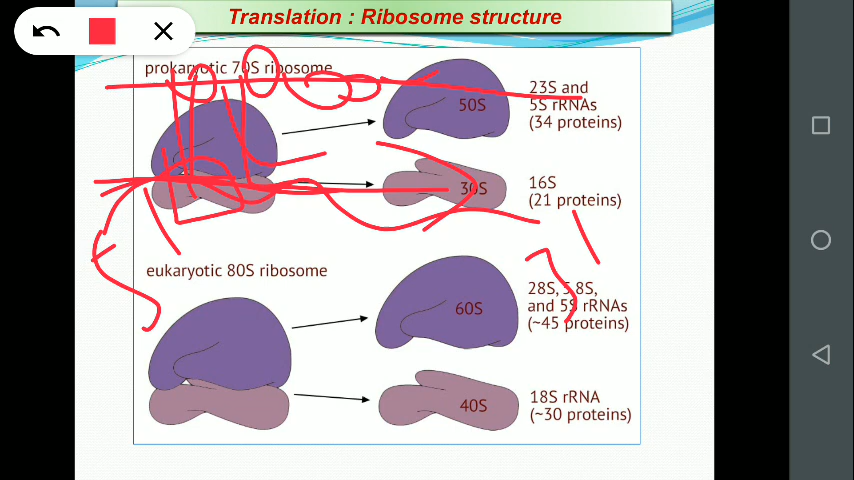 Translation : Ribosome structure
prokaryotic 70S ribosome
50S
23S and
5S rRNAs
(34 proteins)
30S
16S
(21 proteins)
eukaryotic 80S ribosome
60S
28S, 5.8S,
and 5S rRNAs
(~45 proteins)
40S
18S rRNA
(~30 proteins)